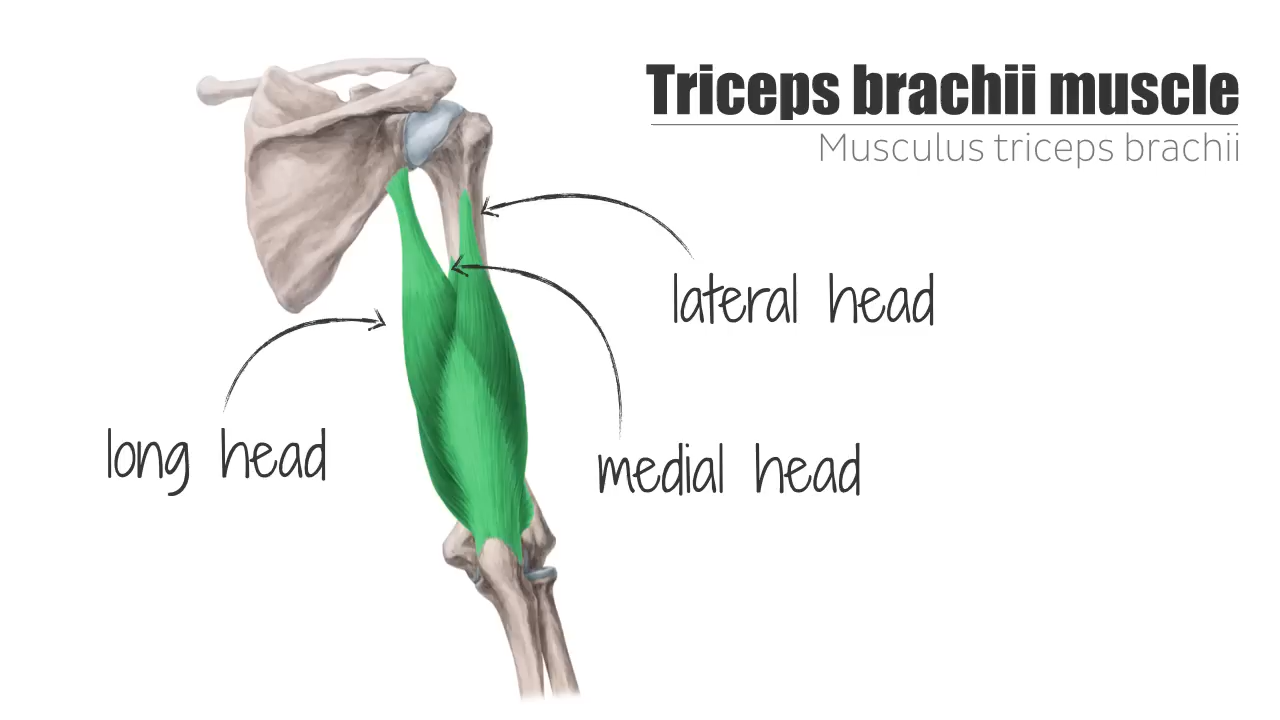 Triceps brachii muscle
Musculus triceps brachii
lateral head
long head
medial head